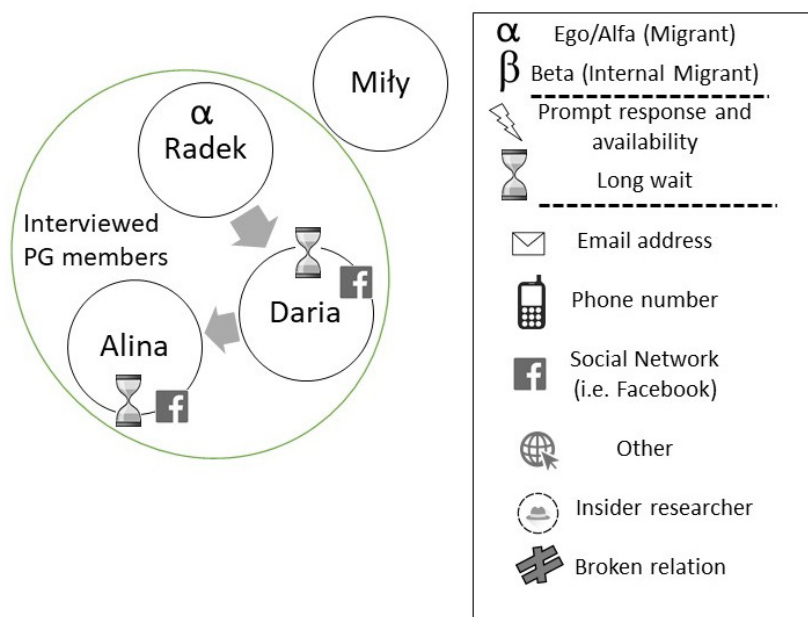 Miły
α
Radek
Interviewed
PG members
Daria
Alina
α Ego/Alfa (Migrant)
β Beta (Internal Migrant)
Prompt response and
availability
Long wait
Email address
Phone number
Social Network
(i.e. Facebook)
Other
Insider researcher
Broken relation